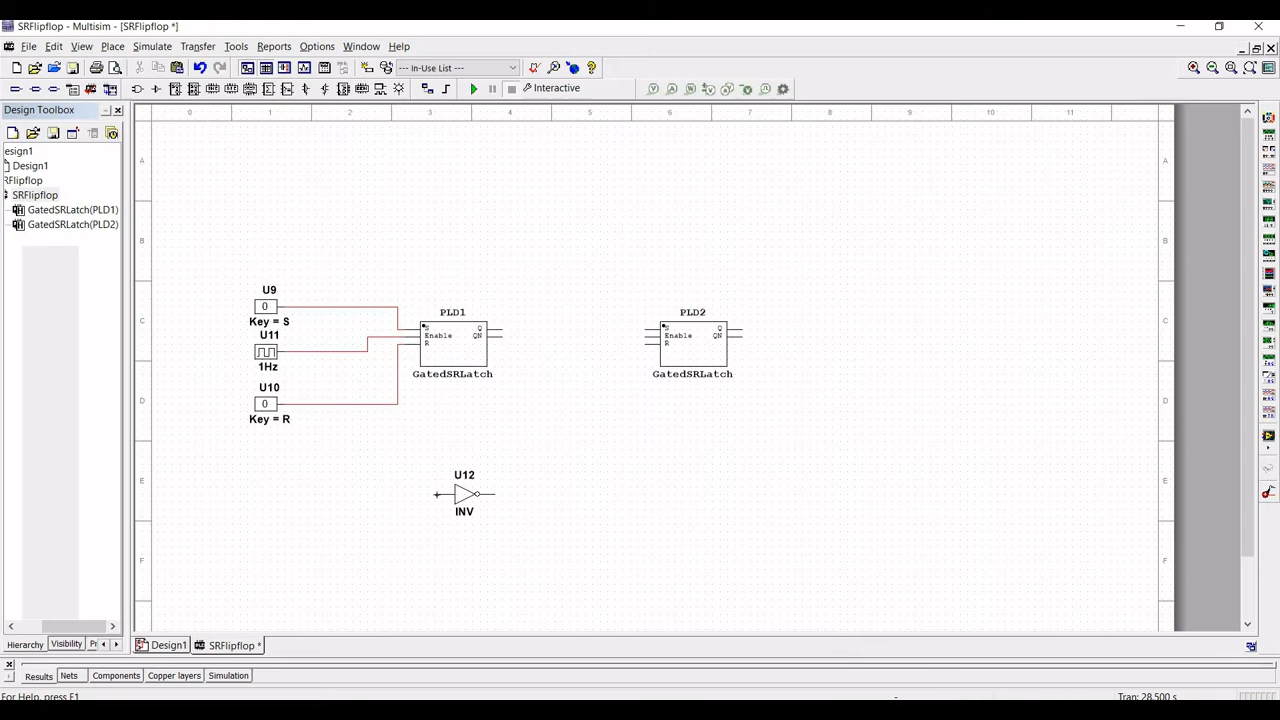 SRFlipflop - Multisim - [SRFlipflop *]
File Edit View Place Simulate Transfer Tools Reports Options Window Help
--- In-Use List ---
Interactive
Design Toolbox
esign1
Design1
RFlipflop
SRFlipflop
GatedSRLatch(PLD1)
GatedSRLatch(PLD2)
0 1 2 3 4 5 6 7 8 9 10 11
A A
B B
C C
D D
E E
F F
U9
0
Key = S
U11
1Hz
U10
0
Key = R
PLD1
S Q
Enable QN
R
GatedSRLatch
PLD2
S Q
Enable QN
R
GatedSRLatch
U12
INV
Hierarchy Visibility Pr
Design1 SRFlipflop *
Results Nets Components Copper layers Simulation
For Help, press F1 - Tran: 28.500 s